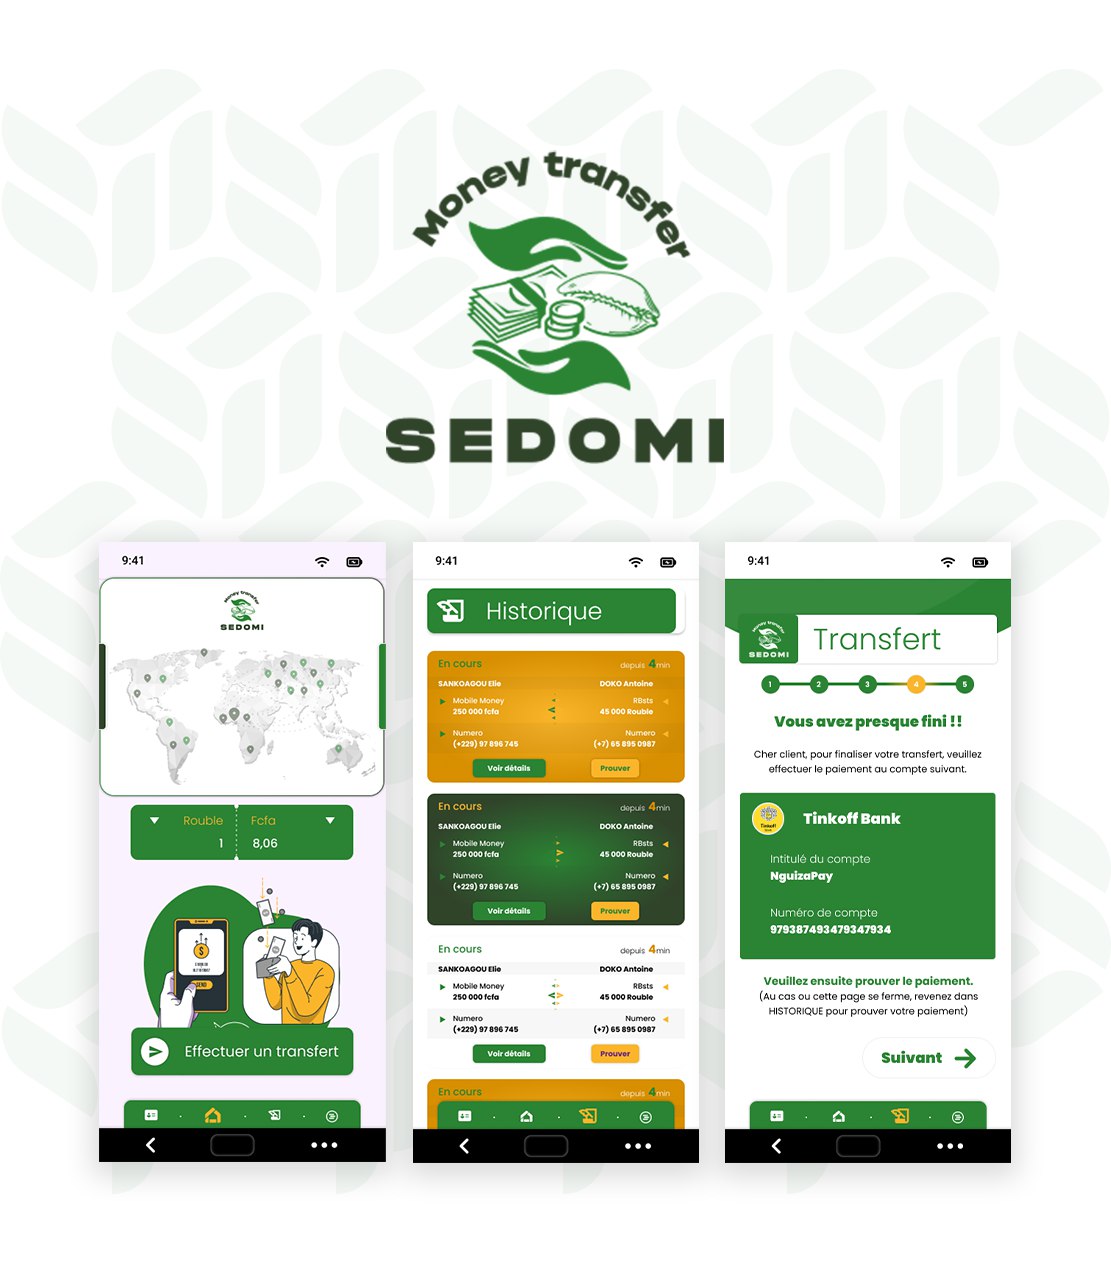 Money transfer
SEDOMI
9:41
Money transfer
SEDOMI
Rouble Fcfa
1 8,06
SEND
Effectuer un transfert
9:41
Historique
En cours depuis 4min
SANKOAGOU Elie DOKO Antoine
Mobile Money RBsts
250 000 fcfa 45 000 Rouble
Numero Numero
(+229) 97 896 745 (+7) 65 895 0987
Voir détails Prouver
En cours depuis 4min
SANKOAGOU Elie DOKO Antoine
Mobile Money RBsts
250 000 fcfa 45 000 Rouble
Numero Numero
(+229) 97 896 745 (+7) 65 895 0987
Voir détails Prouver
En cours depuis 4min
SANKOAGOU Elie DOKO Antoine
Mobile Money RBsts
250 000 fcfa 45 000 Rouble
Numero Numero
(+229) 97 896 745 (+7) 65 895 0987
Voir détails Prouver
En cours depuis 4min
9:41
Money transfer
SEDOMI
Transfert
1 2 3 4 5
Vous avez presque fini !!
Cher client, pour finaliser votre transfert, veuillez
effectuer le paiement au compte suivant.
Tinkoff
Tinkoff Bank
Intitulé du compte
NguizaPay
Numéro de compte
979387493479347934
Veuillez ensuite prouver le paiement.
(Au cas ou cette page se ferme, revenez dans
HISTORIQUE pour prouver votre paiement)
Suivant